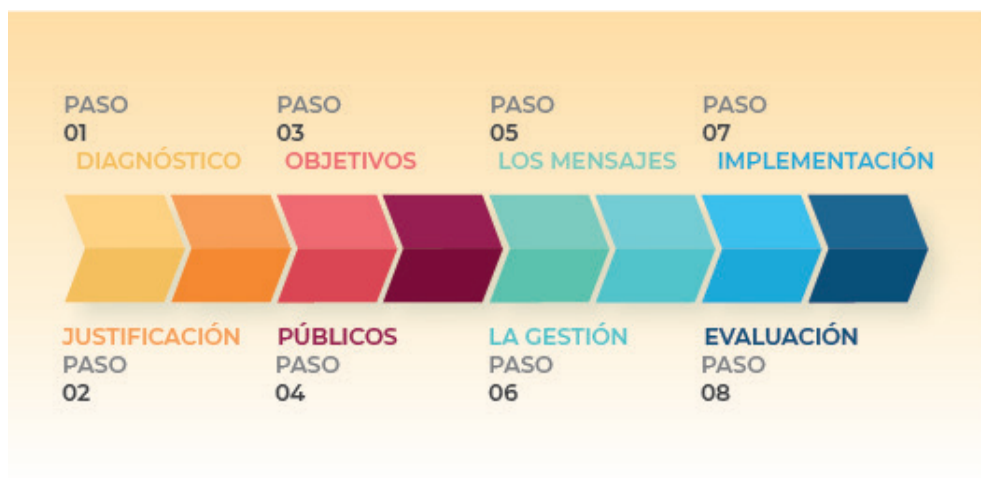 PASO
01
DIAGNÓSTICO
PASO
03
OBJETIVOS
PASO
05
LOS MENSAJES
PASO
07
IMPLEMENTACIÓN
JUSTIFICACIÓN
PASO
02
PÚBLICOS
PASO
04
LA GESTIÓN
PASO
06
EVALUACIÓN
PASO
08